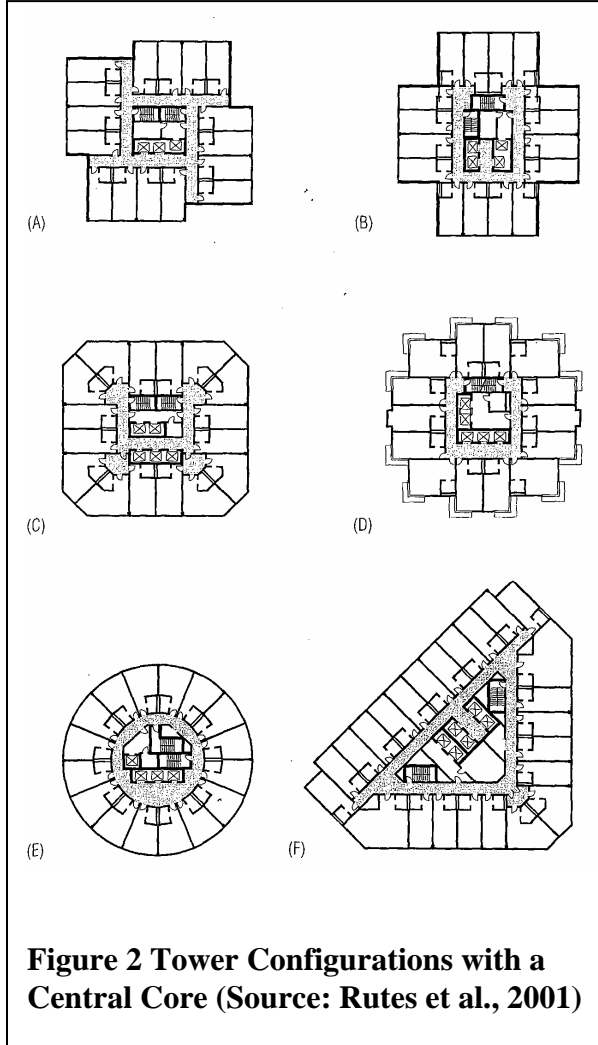 (A)
(B)
(C)
(D)
(E)
(F)
Figure 2 Tower Configurations with a
Central Core (Source: Rutes et al., 2001)